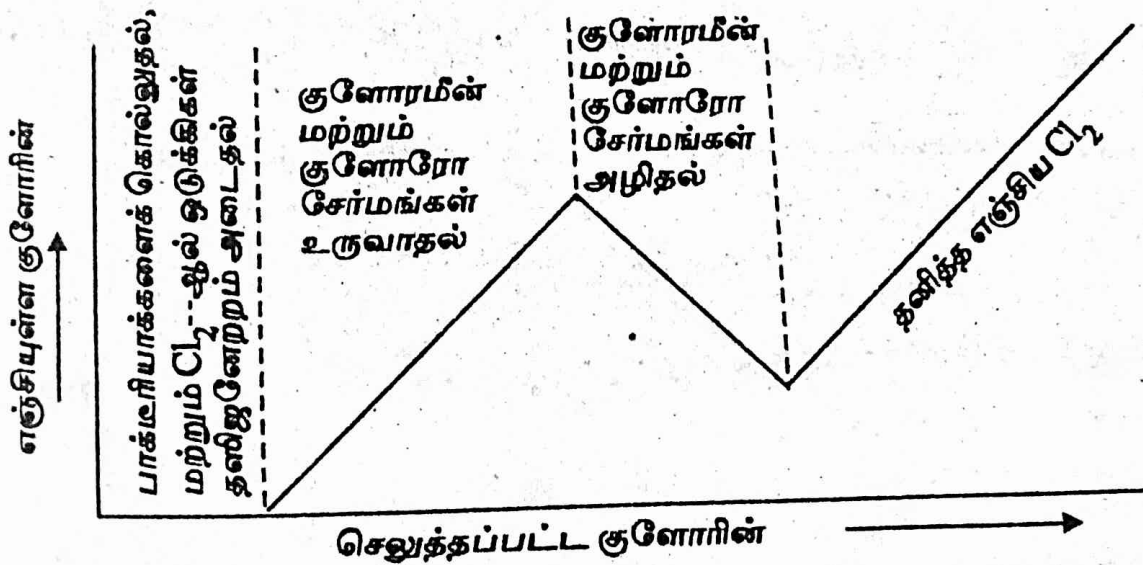 எஞ்சியுள்ள குளோரின்
பாக்டீரியாக்களைக் கொல்லுதல்,
மற்றும் Cl₂--ஆல் ஒடுக்கிகள்
தஸிஜனேற்றம் அடைதல்
குளோரமீன்
மற்றும்
குளோரோ
சேர்மங்கள்
உருவாதல்
குளோரமீன்
மற்றும்
குளோரோ
சேர்மங்கள்
அழிதல்
தனித்த எஞ்சிய Cl₂
செலுத்தப்பட்ட குளோரின்